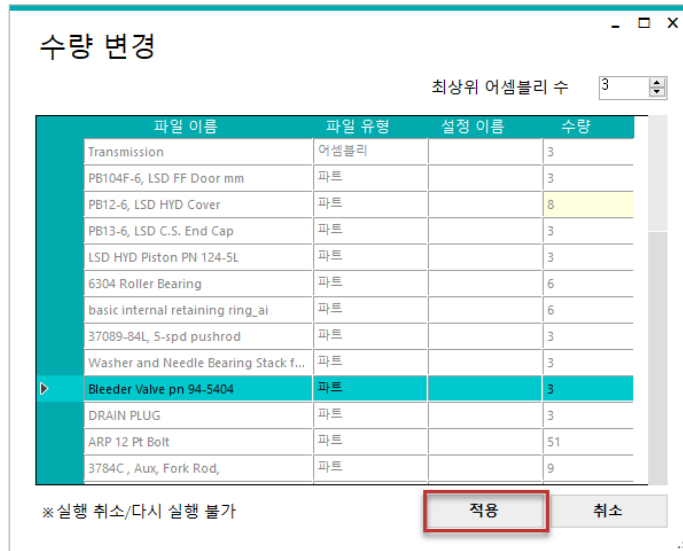 수량 변경
최상위 어셈블리 수 3
파일 이름 파일 유형 설정 이름 수량
Transmission 어셈블리 3
PB104F-6, LSD FF Door mm 파트 3
PB12-6, LSD HYD Cover 파트 8
PB13-6, LSD C.S. End Cap 파트 3
LSD HYD Piston PN 124-5L 파트 3
6304 Roller Bearing 파트 6
basic internal retaining ring_ai 파트 6
37089-84L, 5-spd pushrod 파트 3
Washer and Needle Bearing Stack f... 파트 3
Bleeder Valve pn 94-5404 파트 3
DRAIN PLUG 파트 3
ARP 12 Pt Bolt 파트 51
3784C , Aux, Fork Rod, 파트 9
※실행 취소/다시 실행 불가 적용 취소